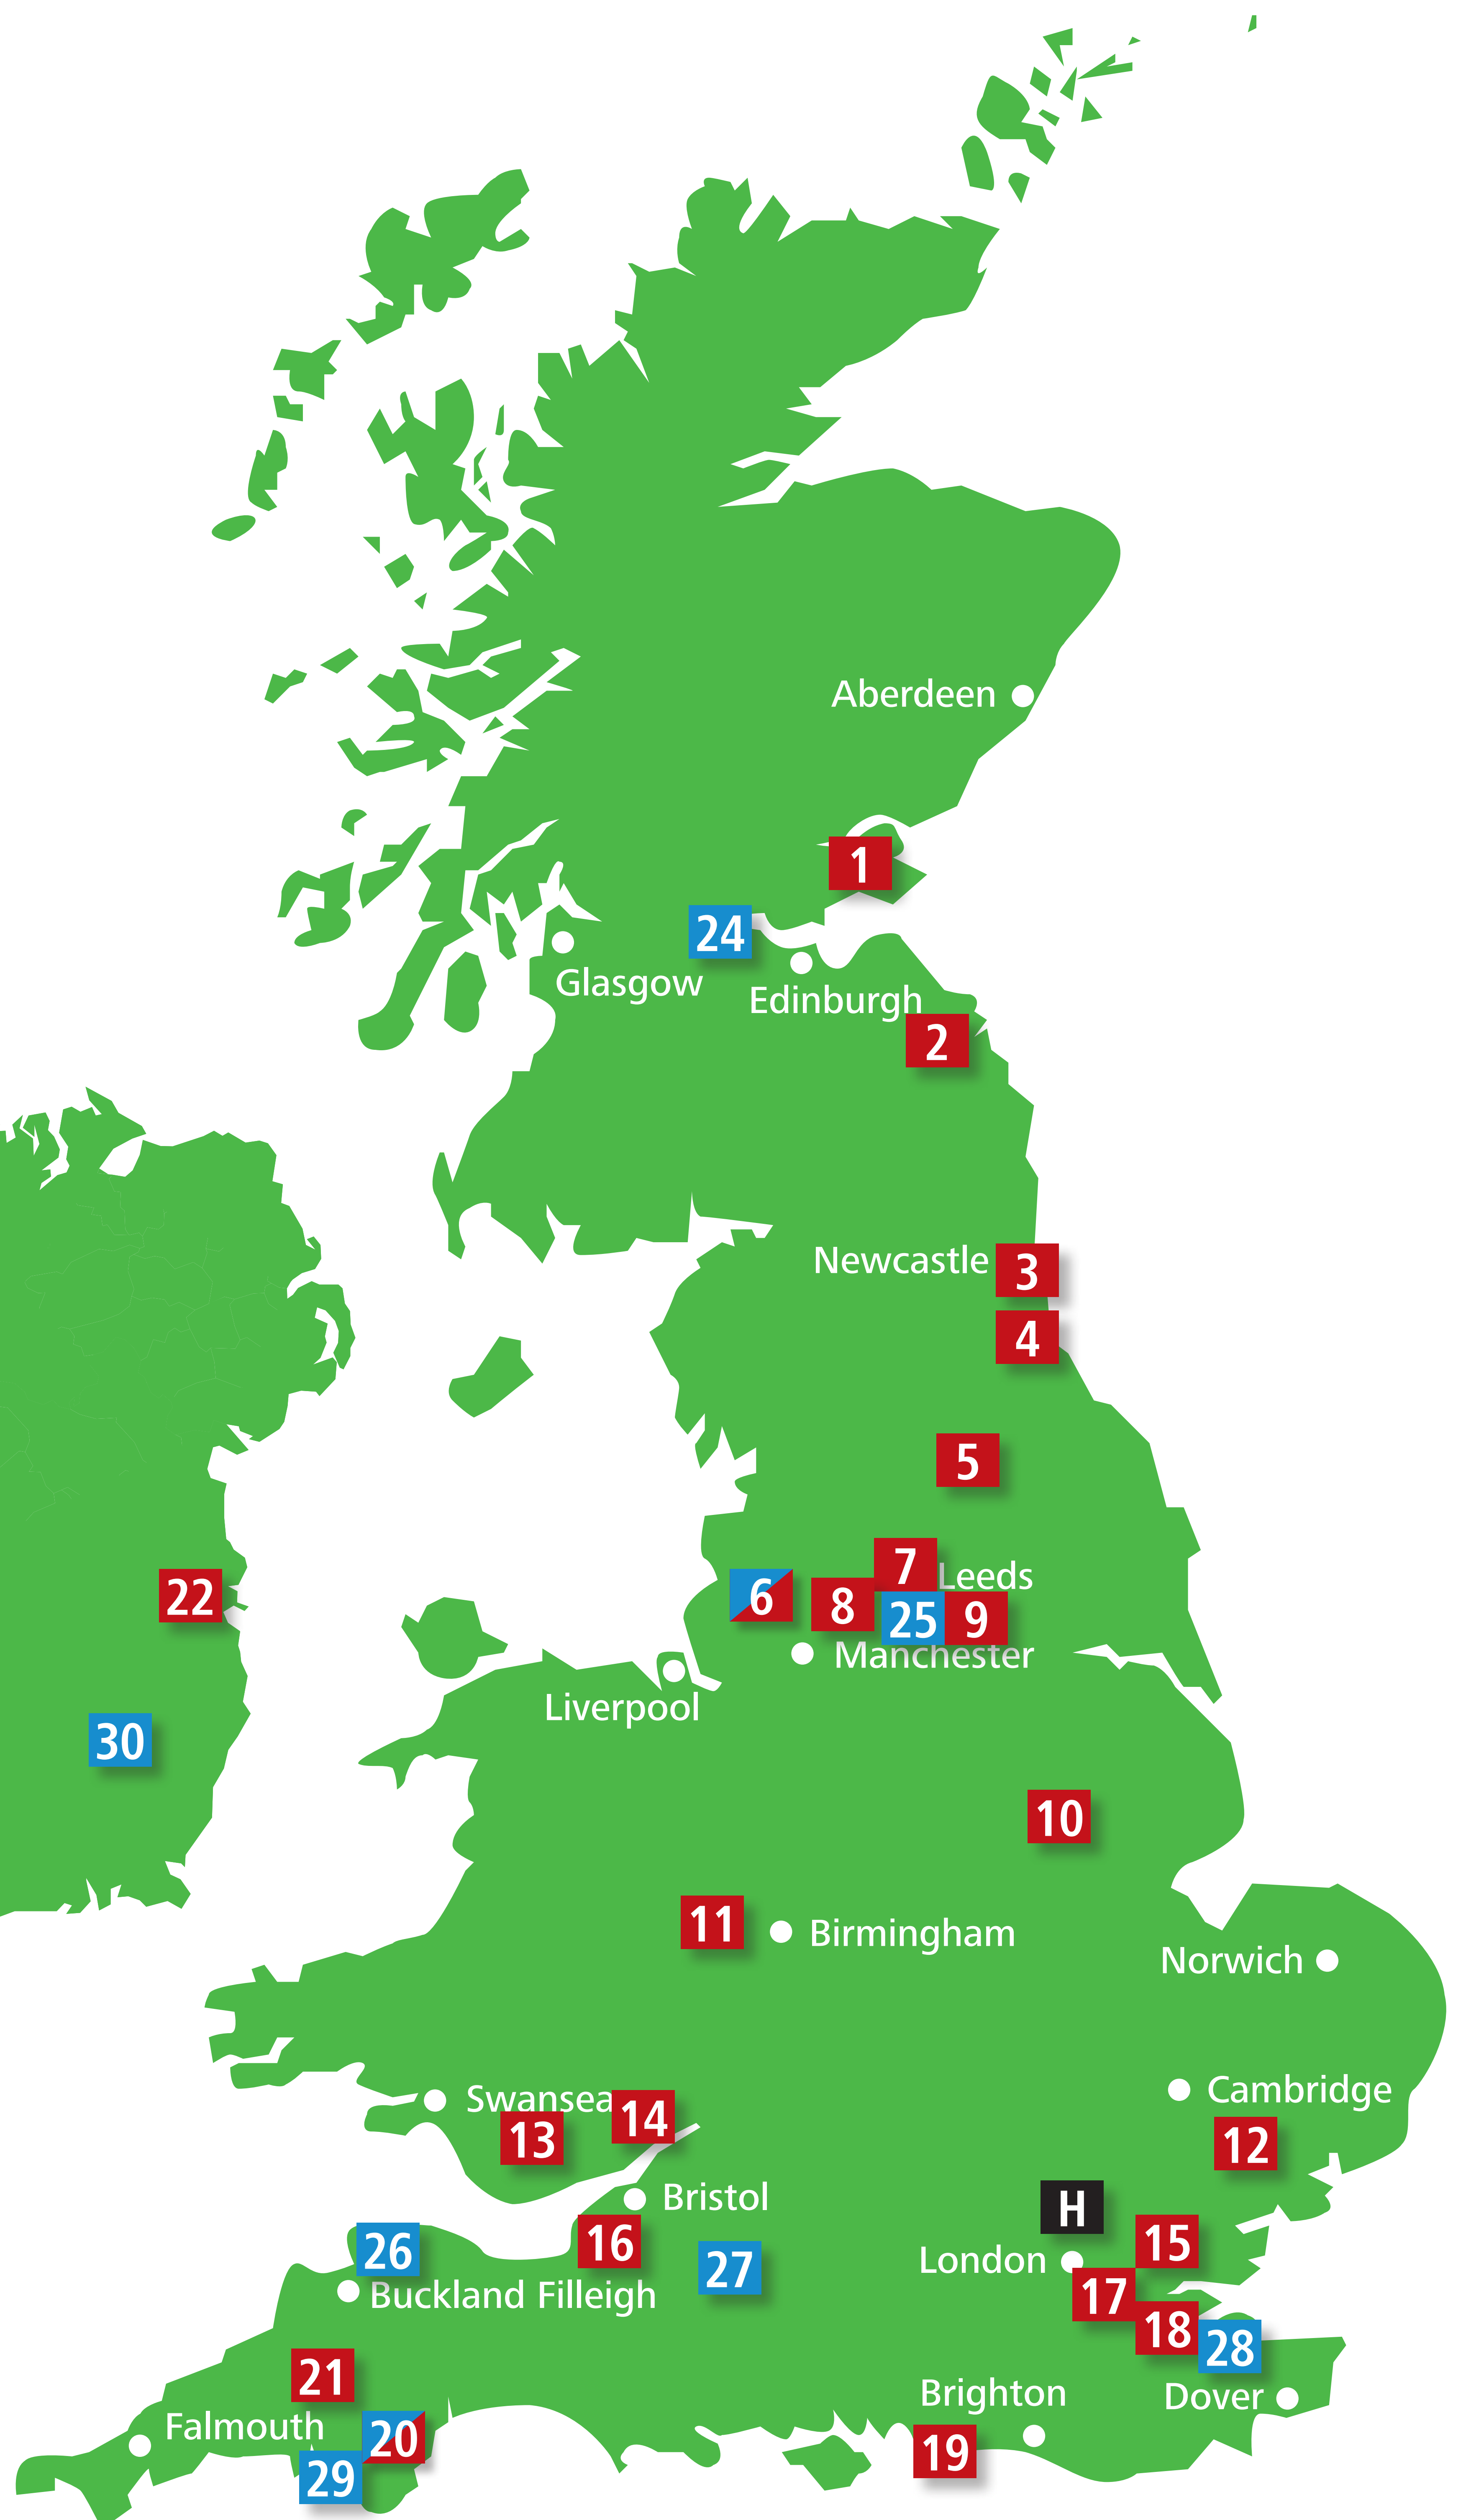 Aberdeen
1
24
Glasgow
Edinburgh
2
Newcastle
3
4
5
7
Leeds
22
6
8
25
9
Manchester
Liverpool
30
10
11
Birmingham
Norwich
Swansea
14
Cambridge
13
12
Bristol
H
16
15
26
27
London
Buckland Filleigh
17
18
28
21
Brighton
Dover
Falmouth
20
19
29